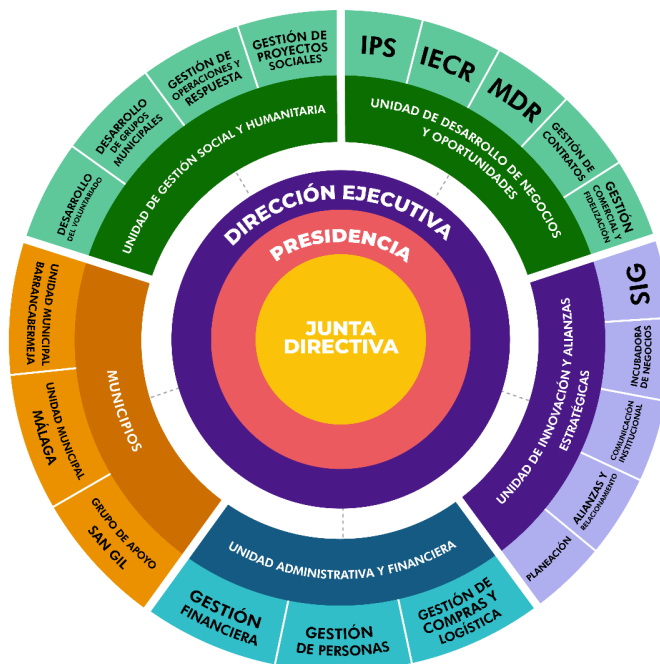 JUNTA
DIRECTIVA
PRESIDENCIA
DIRECCIÓN EJECUTIVA
UNIDAD DE GESTIÓN SOCIAL Y HUMANITARIA
DESARROLLO
DEL VOLUNTARIADO
DESARROLLO
DE GRUPOS
MUNICIPALES
GESTIÓN DE
OPERACIONES Y
RESPUESTA
GESTIÓN DE
PROYECTOS
SOCIALES
UNIDAD DE DESARROLLO DE NEGOCIOS
Y OPORTUNIDADES
IPS
IECR
MDR
GESTIÓN DE
CONTRATOS
GESTIÓN
COMERCIAL Y
FIDELIZACIÓN
UNIDAD DE INNOVACIÓN Y ALIANZAS
ESTRATÉGICAS
SIG
INCUBADORA
DE NEGOCIOS
COMUNICACIÓN
INSTITUCIONAL
ALIANZAS Y
RELACIONAMIENTO
PLANEACIÓN
UNIDAD ADMINISTRATIVA Y FINANCIERA
GESTIÓN
FINANCIERA
GESTIÓN
DE PERSONAS
GESTIÓN DE
COMPRAS Y
LOGÍSTICA
MUNICIPIOS
UNIDAD MUNICIPAL
BARRANCABERMEJA
UNIDAD MUNICIPAL
MÁLAGA
GRUPO DE APOYO
SAN GIL